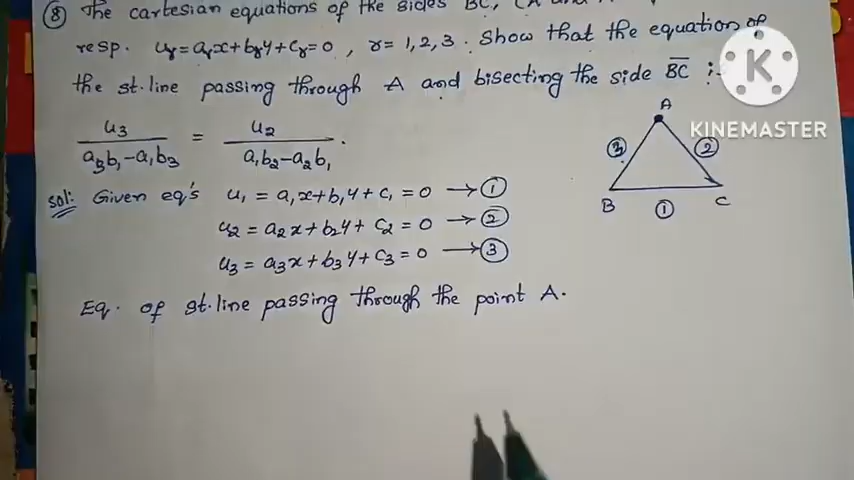 ⑧ The cartesian equations of the sides BC, CA and
resp. uᵣ=aᵣx+bᵣy+cᵣ=0 , r=1,2,3. Show that the equation of
the st.line passing through A and bisecting the side BC is
u₃/(a₃b₁-a₁b₃) = u₂/(a₁b₂-a₂b₁).
Sol: Given eq's u₁ = a₁x+b₁y+c₁ = 0 → ①
u₂ = a₂x+b₂y+c₂ = 0 → ②
u₃ = a₃x+b₃y+c₃ = 0 → ③
Eq. of st.line passing through the point A.
A
③ ②
B ① C
K
KINEMASTER